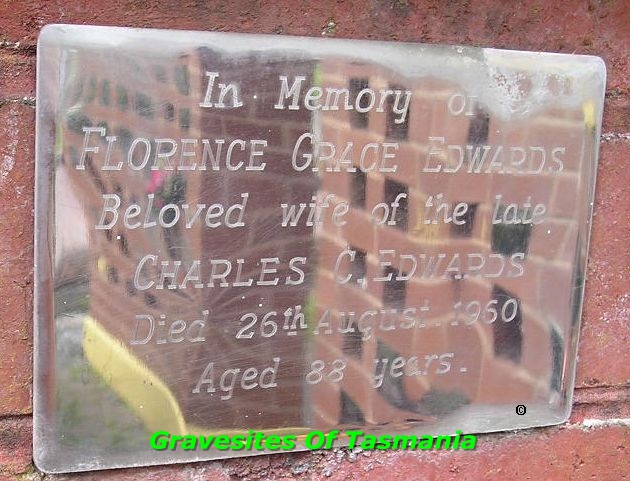 In Memory of
FLORENCE GRACE EDWARDS
Beloved wife of the late
CHARLES C. EDWARDS
Died 26th August. 1960
Aged 88 years.
©
Gravesites Of Tasmania